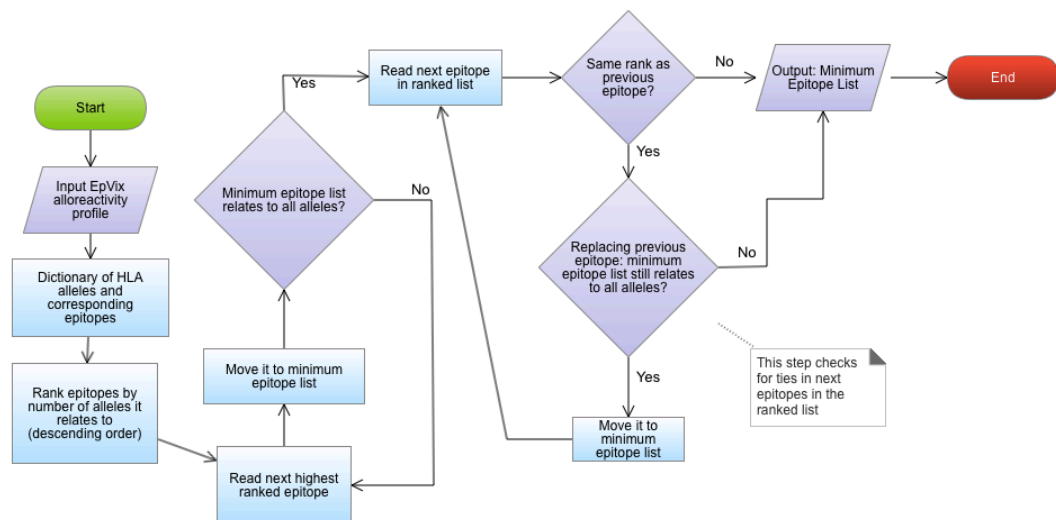 Start
Input EpVix
alloreactivity
profile
Dictionary of HLA
alleles and
corresponding
epitopes
Rank epitopes by
number of alleles it
relates to
(descending order)
Read next highest
ranked epitope
Move it to minimum
epitope list
Minimum epitope list
relates to all alleles?
Yes
No
Read next epitope
in ranked list
Same rank as
previous
epitope?
No
Yes
Output: Minimum
Epitope List
End
Replacing previous
epitope: minimum
epitope list still relates
to all alleles?
No
Yes
Move it to
minimum
epitope list
This step checks
for ties in next
epitopes in the
ranked list